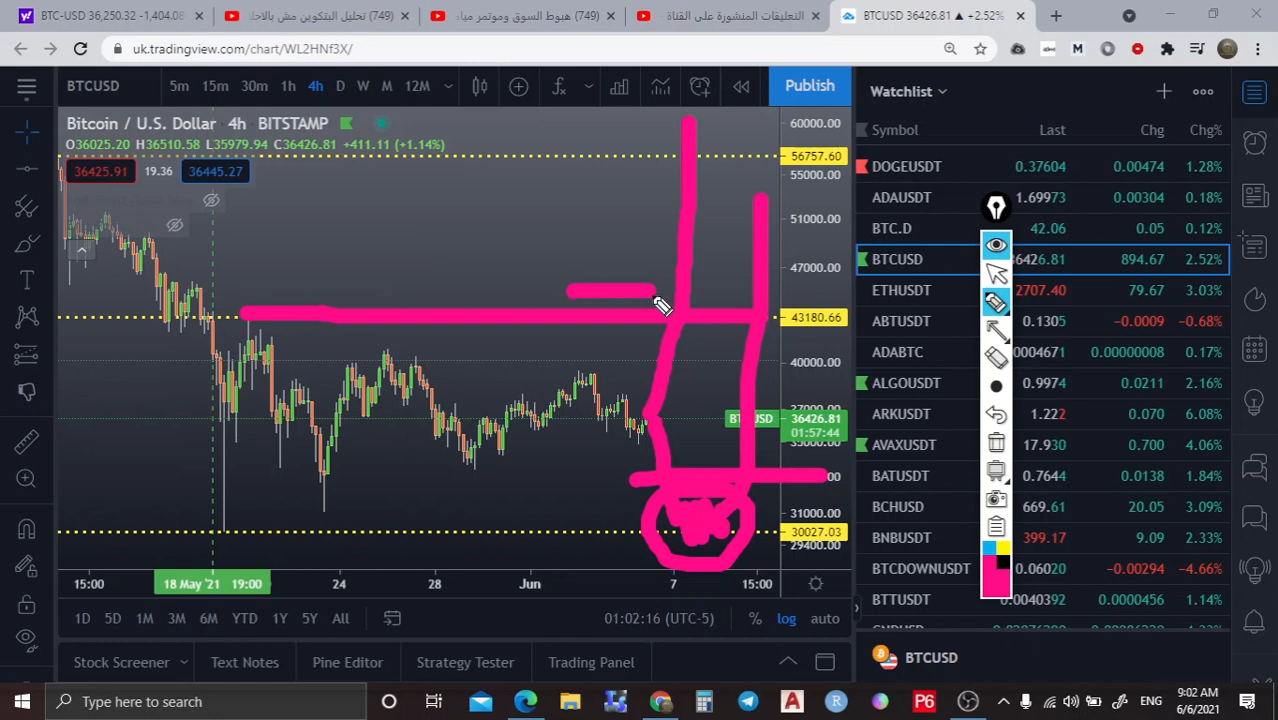 BTC-USD 36,250.32 -1,404.08
(749) تحليل البتكوين مش بالاخلا
(749) هبوط السوق وموتمر مياه
التعليقات المنشورة على القناة
BTCUSD 36426.81 ▲ +2.52%
uk.tradingview.com/chart/WL2HNf3X/
BTCUSD 5m 15m 30m 1h 4h D W M 12M
Publish
Watchlist
Bitcoin / U.S. Dollar 4h BITSTAMP
O36025.20 H36510.58 L35979.94 C36426.81 +411.11 (+1.14%)
36425.91 19.36 36445.27
60000.00
56757.60
55000.00
51000.00
47000.00
43180.66
40000.00
36426.81
01:57:44
31000.00
30027.03
29400.00
15:00 18 May '21 19:00 24 28 Jun 7 15:00
1D 5D 1M 3M 6M YTD 1Y 5Y All
01:02:16 (UTC-5) % log auto
Stock Screener Text Notes Pine Editor Strategy Tester Trading Panel
Symbol Last Chg Chg%
DOGEUSDT 0.37604 0.00474 1.28%
ADAUSDT 1.69973 0.00304 0.18%
BTC.D 42.06 0.05 0.12%
BTCUSD 36426.81 894.67 2.52%
ETHUSDT 2707.40 79.67 3.03%
ABTUSDT 0.1305 -0.0009 -0.68%
ADABTC 0004671 0.00000008 0.17%
ALGOUSDT 0.9974 0.0211 2.16%
ARKUSDT 1.222 0.070 6.08%
AVAXUSDT 17.930 0.700 4.06%
BATUSDT 0.7644 0.0138 1.84%
BCHUSD 669.61 20.05 3.09%
BNBUSDT 399.17 9.09 2.33%
BTCDOWNUSDT 0.06020 -0.00294 -4.66%
BTTUSDT 0.0040392 0.0000456 1.14%
BTCUSD
Type here to search
ENG
9:02 AM
6/6/2021